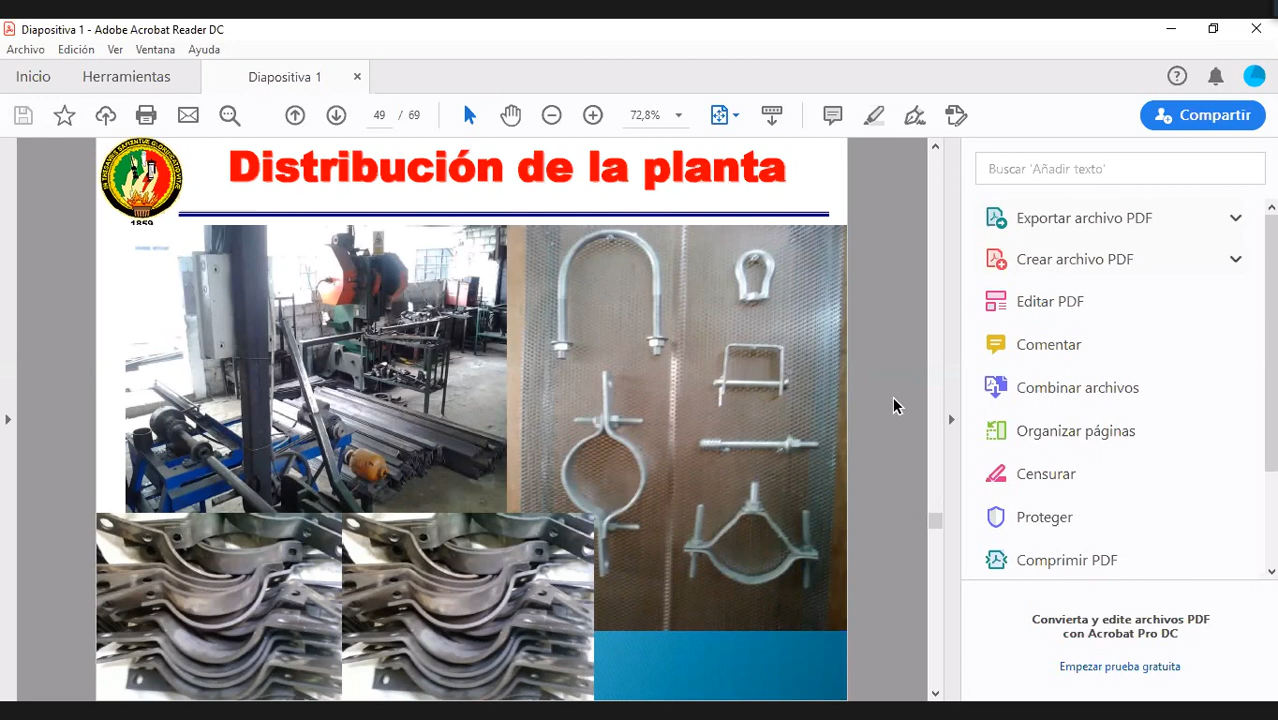 Diapositiva 1 - Adobe Acrobat Reader DC
Archivo Edición Ver Ventana Ayuda
Inicio Herramientas Diapositiva 1
49 / 69 72,8% Compartir
Distribución de la planta
1859
Buscar 'Añadir texto'
Exportar archivo PDF
Crear archivo PDF
Editar PDF
Comentar
Combinar archivos
Organizar páginas
Censurar
Proteger
Comprimir PDF
Convierta y edite archivos PDF
con Acrobat Pro DC
Empezar prueba gratuita